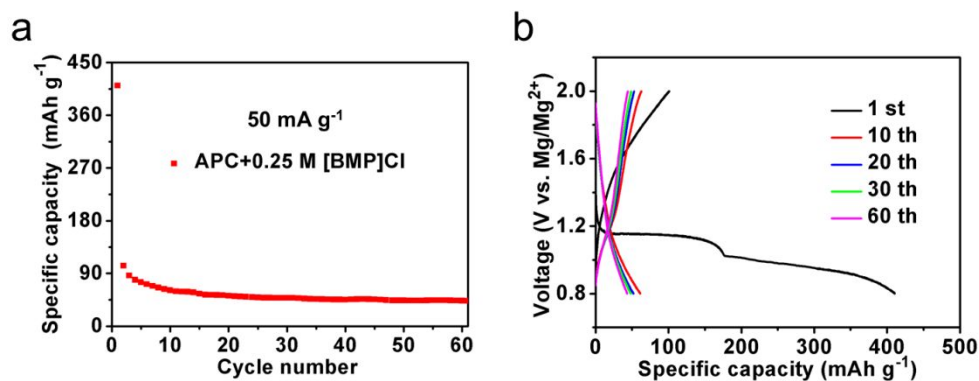 a
450
360
270
180
90
0
Specific capacity (mAh g⁻¹)
50 mA g⁻¹
APC+0.25 M [BMP]Cl
0 10 20 30 40 50 60
Cycle number
b
2.0
1.6
1.2
0.8
Voltage (V vs. Mg/Mg²⁺)
1 st
10 th
20 th
30 th
60 th
0 100 200 300 400 500
Specific capacity (mAh g⁻¹)